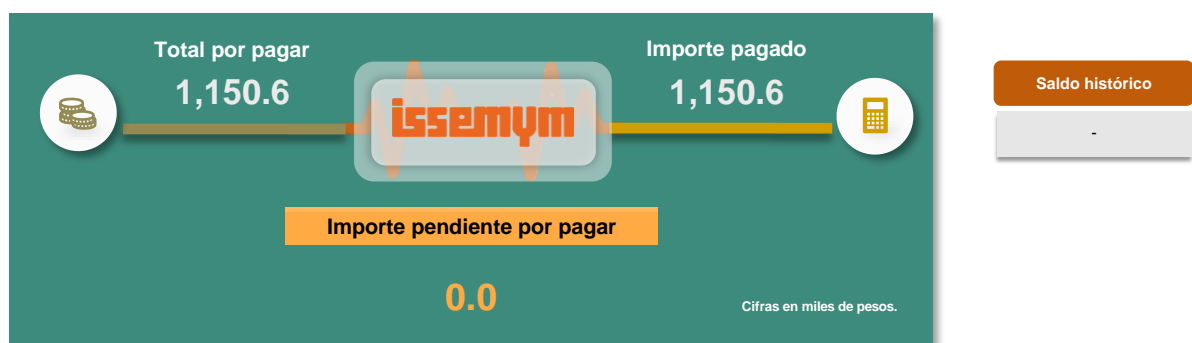 Total por pagar
1,150.6
issemym
Importe pagado
1,150.6
Importe pendiente por pagar
0.0
Cifras en miles de pesos.
Saldo histórico
-